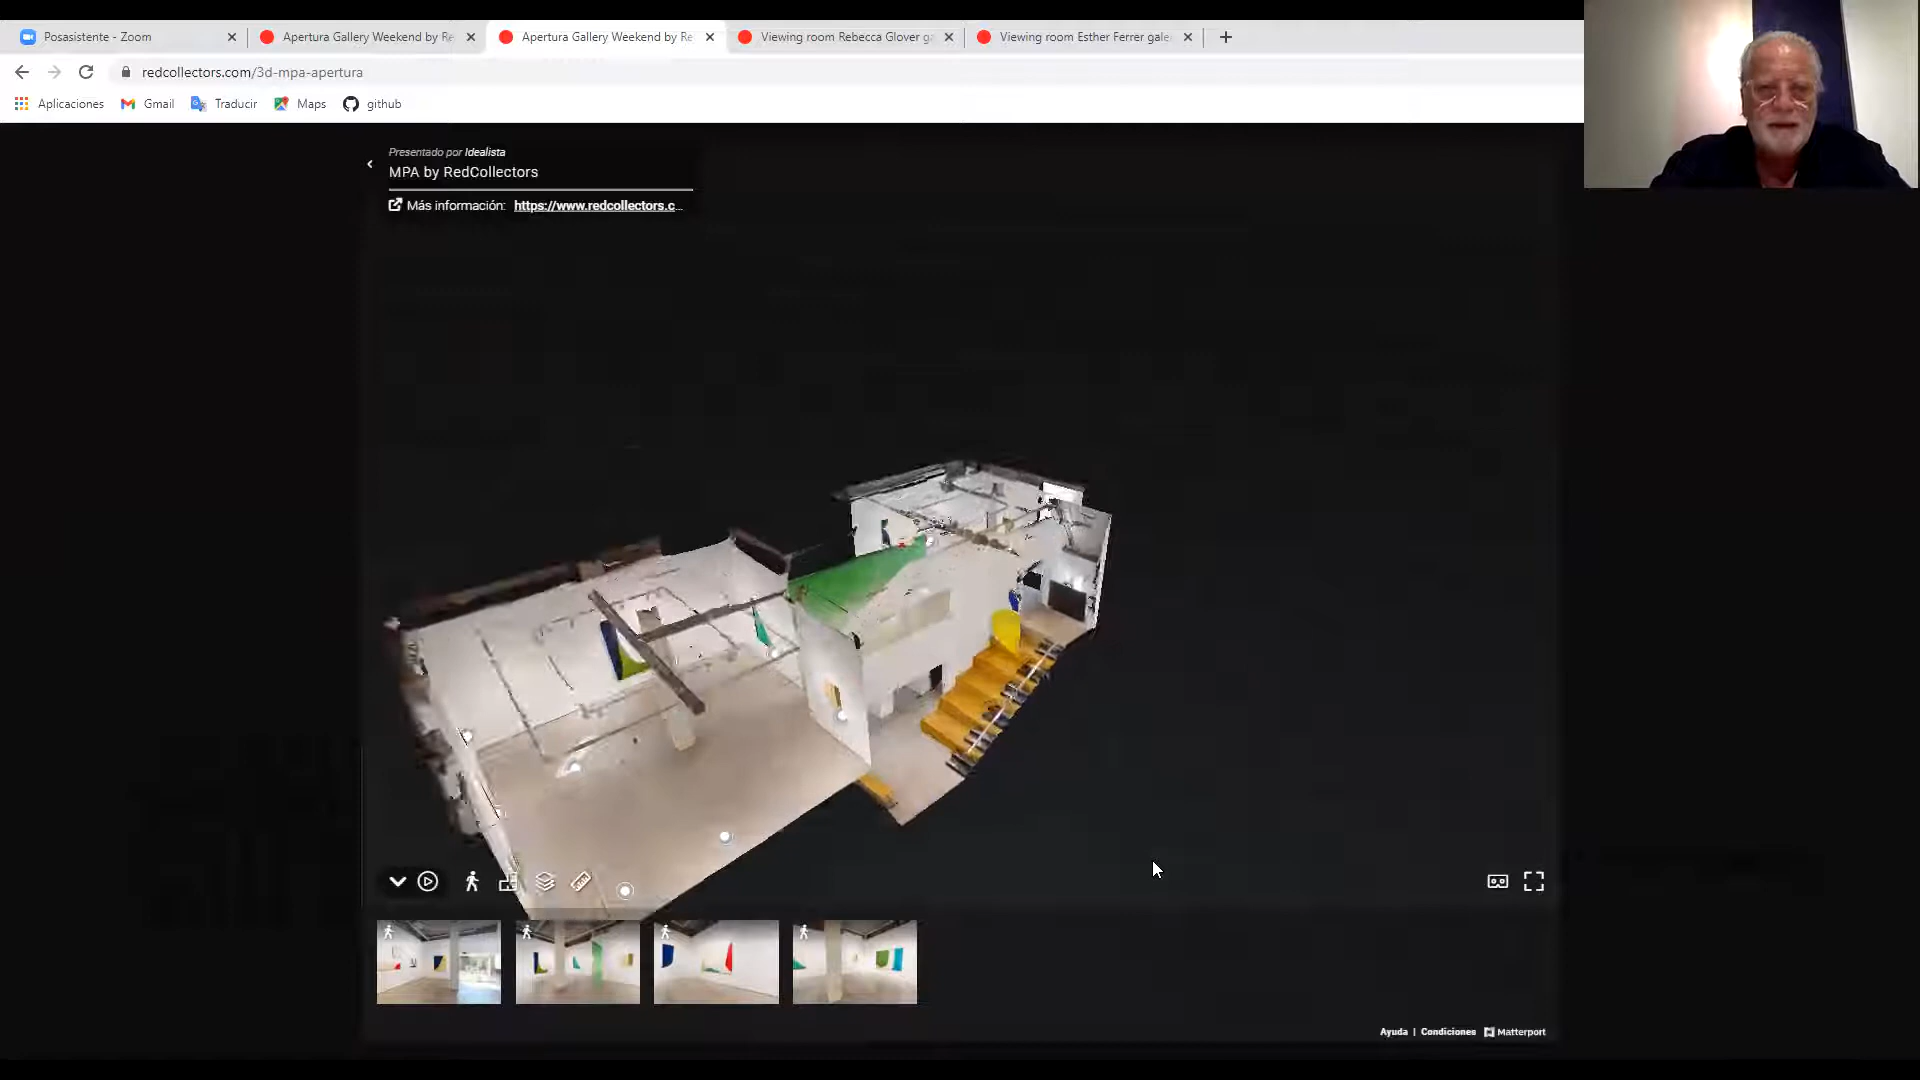 Posasistente - Zoom
Apertura Gallery Weekend by Re
Apertura Gallery Weekend by Re
Viewing room Rebecca Glover ga
Viewing room Esther Ferrer gale
redcollectors.com/3d-mpa-apertura
Aplicaciones
Gmail
Traducir
Maps
github
Presentado por Idealista
MPA by RedCollectors
Más información: https://www.redcollectors.c...
Ayuda | Condiciones Matterport